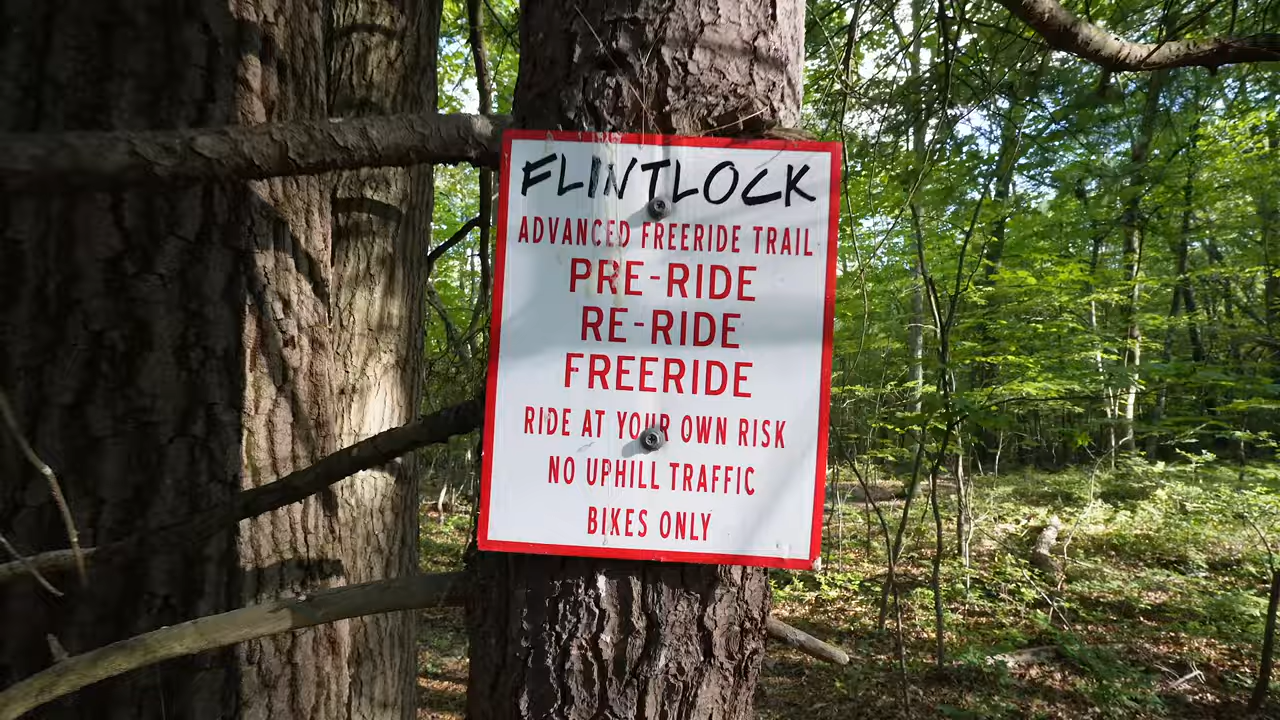 FLINTLOCK
ADVANCED FREERIDE TRAIL
PRE-RIDE
RE-RIDE
FREERIDE
RIDE AT YOUR OWN RISK
NO UPHILL TRAFFIC
BIKES ONLY